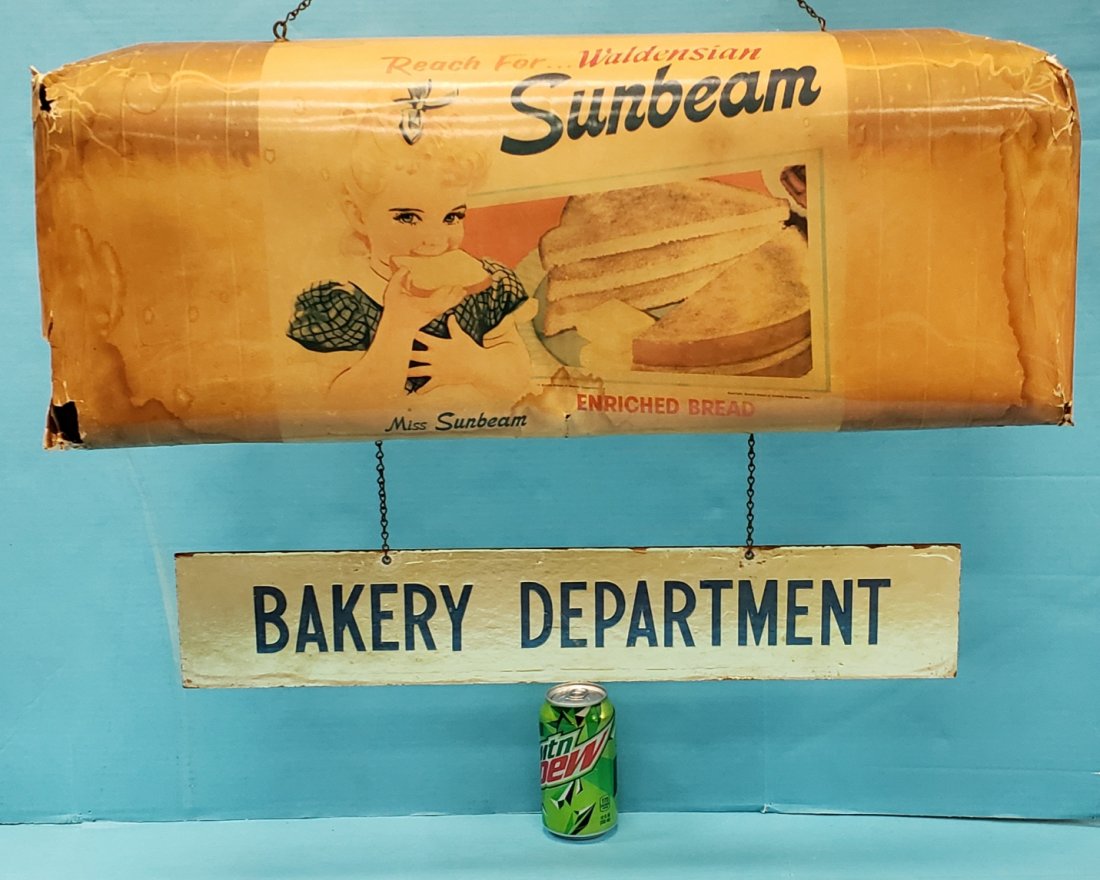 Reach For... Waldensian
Sunbeam
ENRICHED BREAD
Miss Sunbeam
BAKERY DEPARTMENT
mtn
DEW